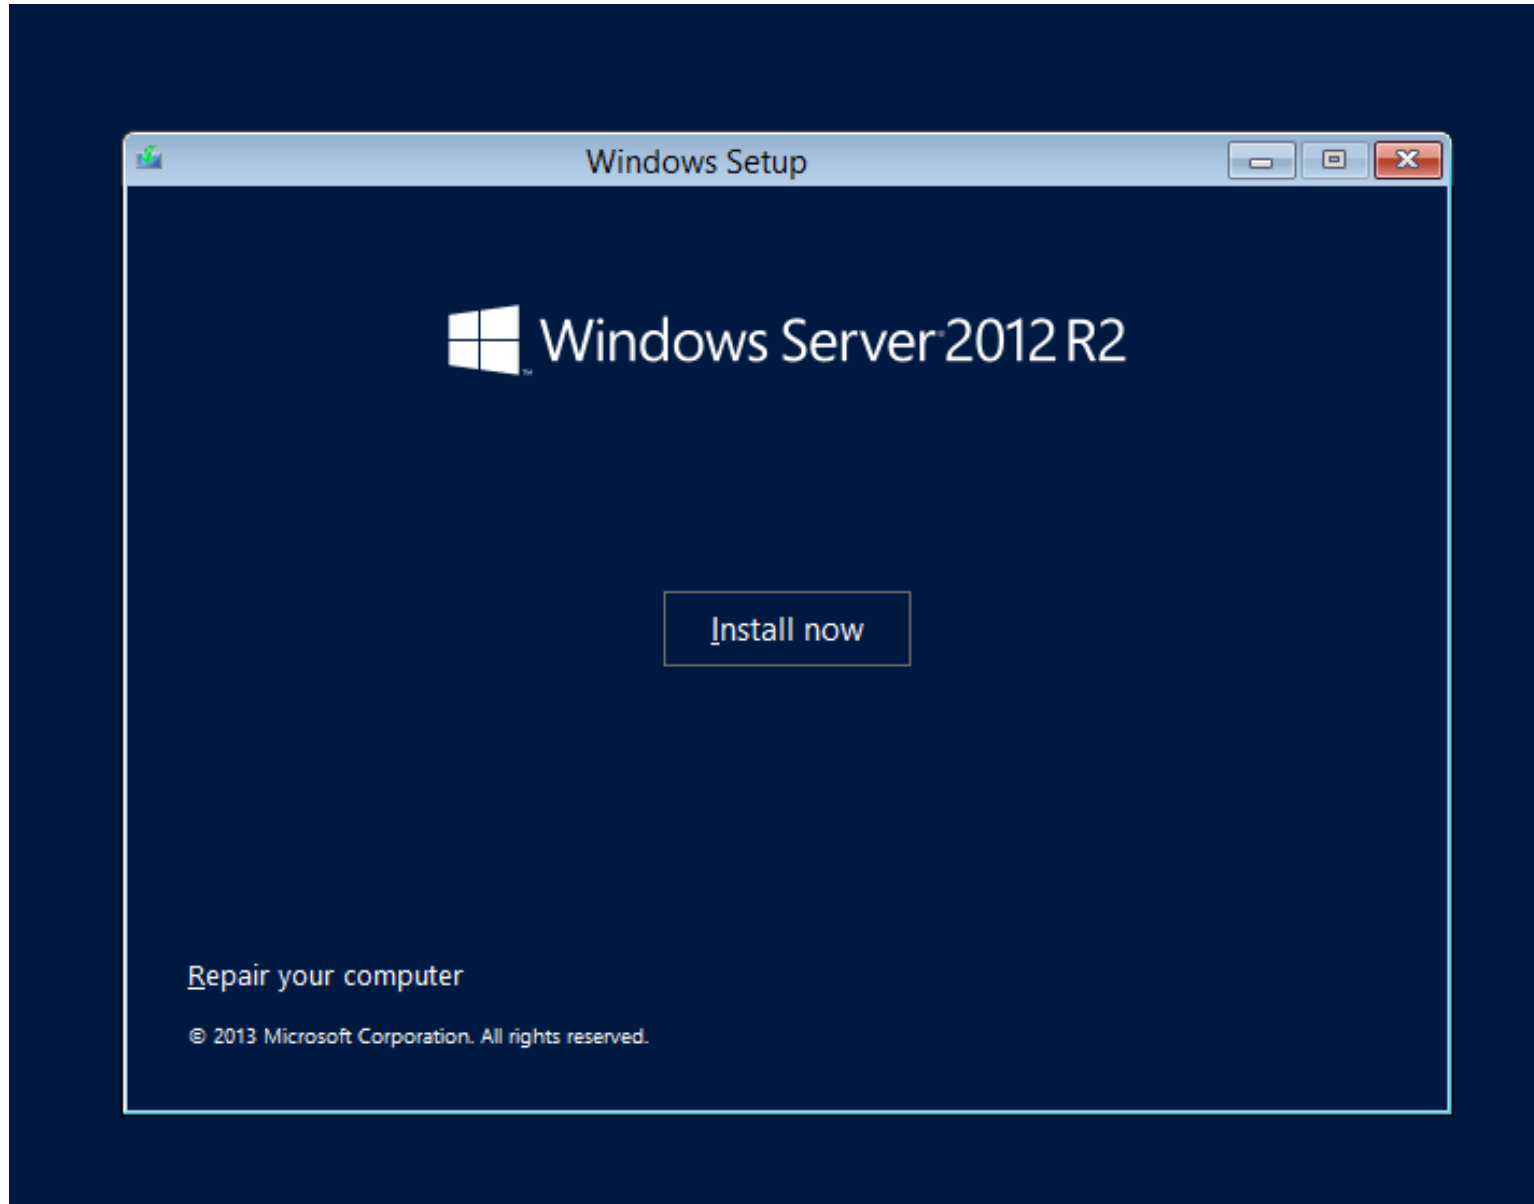 Windows Setup
Windows Server 2012 R2
Install now
Repair your computer
© 2013 Microsoft Corporation. All rights reserved.